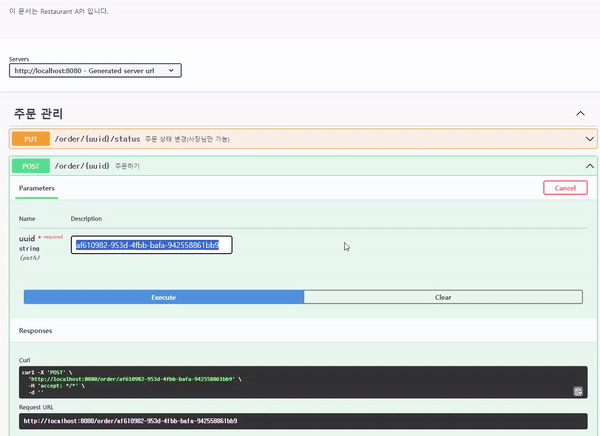 이 문서는 Restaurant API 입니다.
Servers
http://localhost:8080 - Generated server url
주문 관리
PUT /order/{uuid}/status 주문 상태 변경(사장님만 가능)
POST /order/{uuid} 주문하기
Parameters Cancel
Name Description
uuid * required af610982-953d-4fbb-bafa-942558861bb9
string
(path)
Execute Clear
Responses
Curl
curl -X 'POST' \
'http://localhost:8080/order/af610982-953d-4fbb-bafa-942558861bb9' \
-H 'accept: */*' \
-d ''
Request URL
http://localhost:8080/order/af610982-953d-4fbb-bafa-942558861bb9